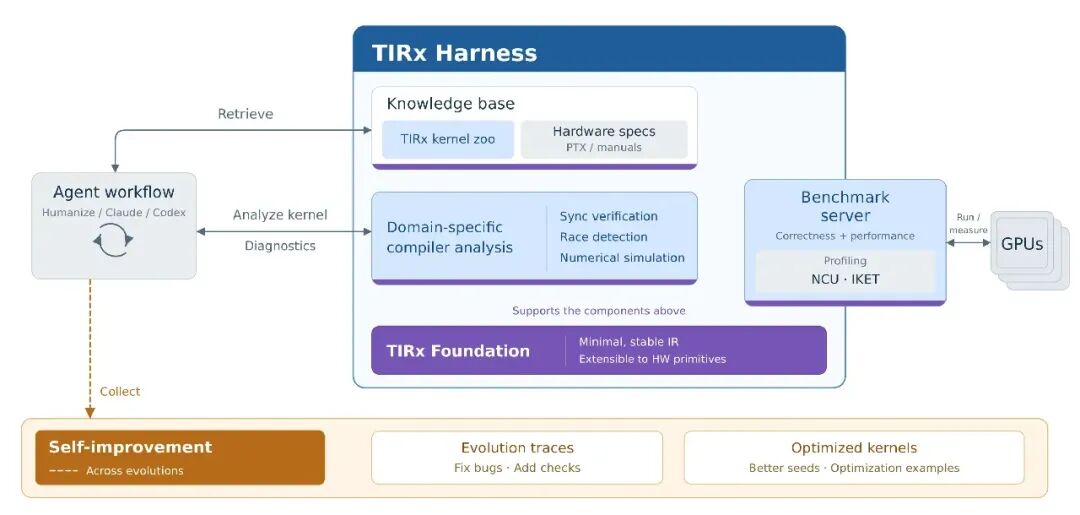 TIRx Harness
Knowledge base
TIRx kernel zoo
Hardware specs
PTX / manuals
Retrieve
Agent workflow
Humanize / Claude / Codex
Analyze kernel
Diagnostics
Domain-specific
compiler analysis
Sync verification
Race detection
Numerical simulation
Benchmark
server
Correctness + performance
Profiling
NCU · IKET
Run /
measure
GPUs
Supports the components above
TIRx Foundation
Minimal, stable IR
Extensible to HW primitives
Collect
Self-improvement
Across evolutions
Evolution traces
Fix bugs · Add checks
Optimized kernels
Better seeds · Optimization examples